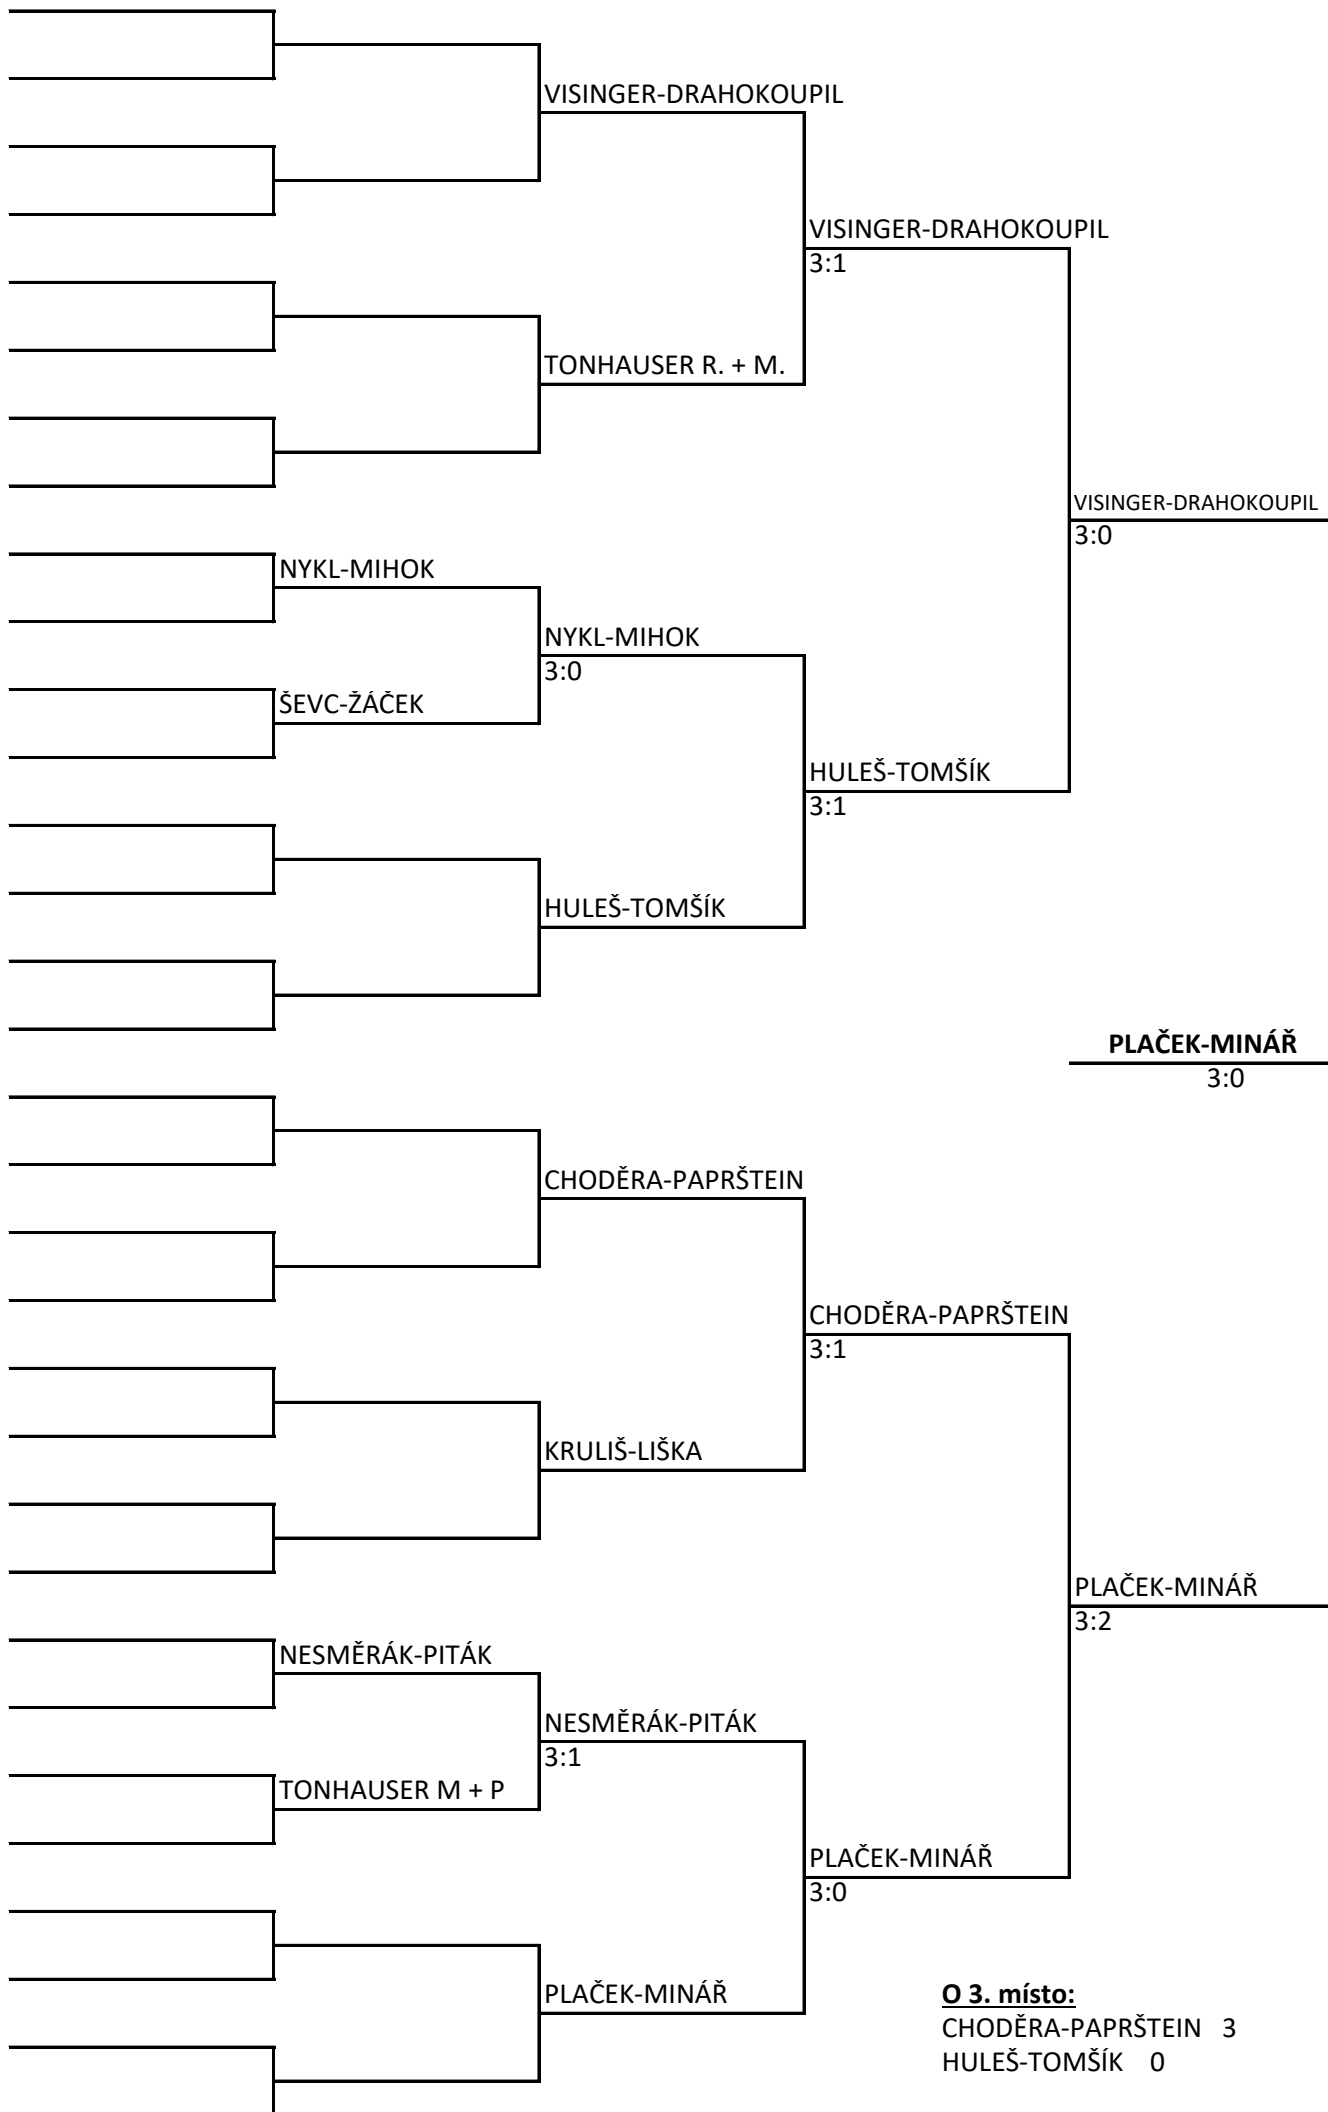 VISINGER-DRAHOKOUPIL
VISINGER-DRAHOKOUPIL
3:1
TONHAUSER R. + M.
VISINGER-DRAHOKOUPIL
3:0
NYKL-MIHOK
NYKL-MIHOK
3:0
ŠEVC-ŽÁČEK
HULEŠ-TOMŠÍK
3:1
HULEŠ-TOMŠÍK
PLAČEK-MINÁŘ
3:0
CHODĚRA-PAPRŠTEIN
CHODĚRA-PAPRŠTEIN
3:1
KRULIŠ-LIŠKA
PLAČEK-MINÁŘ
3:2
NESMĚRÁK-PITÁK
NESMĚRÁK-PITÁK
3:1
TONHAUSER M + P
PLAČEK-MINÁŘ
3:0
PLAČEK-MINÁŘ
O 3. místo:
CHODĚRA-PAPRŠTEIN 3
HULEŠ-TOMŠÍK 0